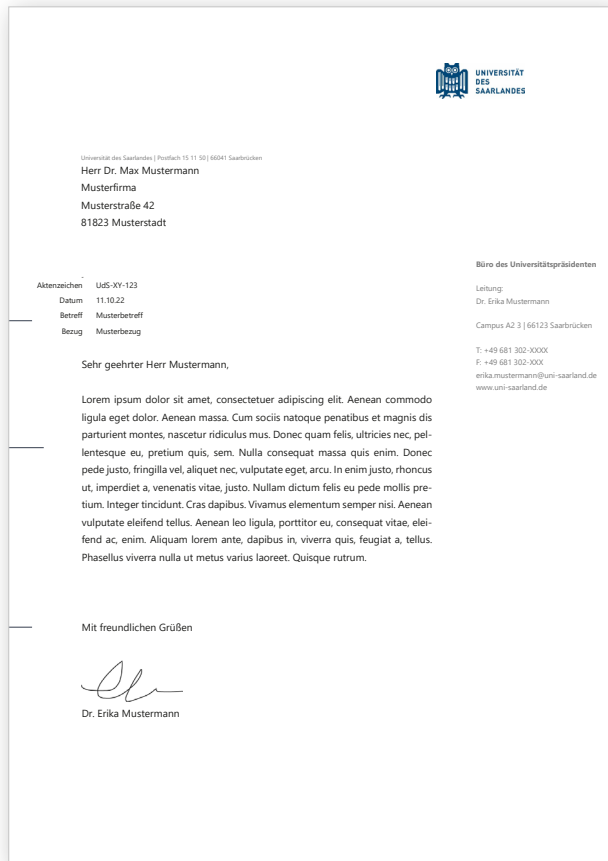 UNIVERSITÄT
DES
SAARLANDES
Universität des Saarlandes | Postfach 15 11 50 | 66041 Saarbrücken
Herr Dr. Max Mustermann
Musterfirma
Musterstraße 42
81823 Musterstadt
Büro des Universitätspräsidenten
Leitung:
Dr. Erika Mustermann
Campus A2 3 | 66123 Saarbrücken
T: +49 681 302-XXXX
F: +49 681 302-XXX
erika.mustermann@uni-saarland.de
www.uni-saarland.de
Aktenzeichen UdS-XY-123
Datum 11.10.22
Betreff Musterbetreff
Bezug Musterbezug
Sehr geehrter Herr Mustermann,
Lorem ipsum dolor sit amet, consectetuer adipiscing elit. Aenean commodo
ligula eget dolor. Aenean massa. Cum sociis natoque penatibus et magnis dis
parturient montes, nascetur ridiculus mus. Donec quam felis, ultricies nec, pel-
lentesque eu, pretium quis, sem. Nulla consequat massa quis enim. Donec
pede justo, fringilla vel, aliquet nec, vulputate eget, arcu. In enim justo, rhoncus
ut, imperdiet a, venenatis vitae, justo. Nullam dictum felis eu pede mollis pre-
tium. Integer tincidunt. Cras dapibus. Vivamus elementum semper nisi. Aenean
vulputate eleifend tellus. Aenean leo ligula, porttitor eu, consequat vitae, elei-
fend ac, enim. Aliquam lorem ante, dapibus in, viverra quis, feugiat a, tellus.
Phasellus viverra nulla ut metus varius laoreet. Quisque rutrum.
Mit freundlichen Grüßen
Dr. Erika Mustermann